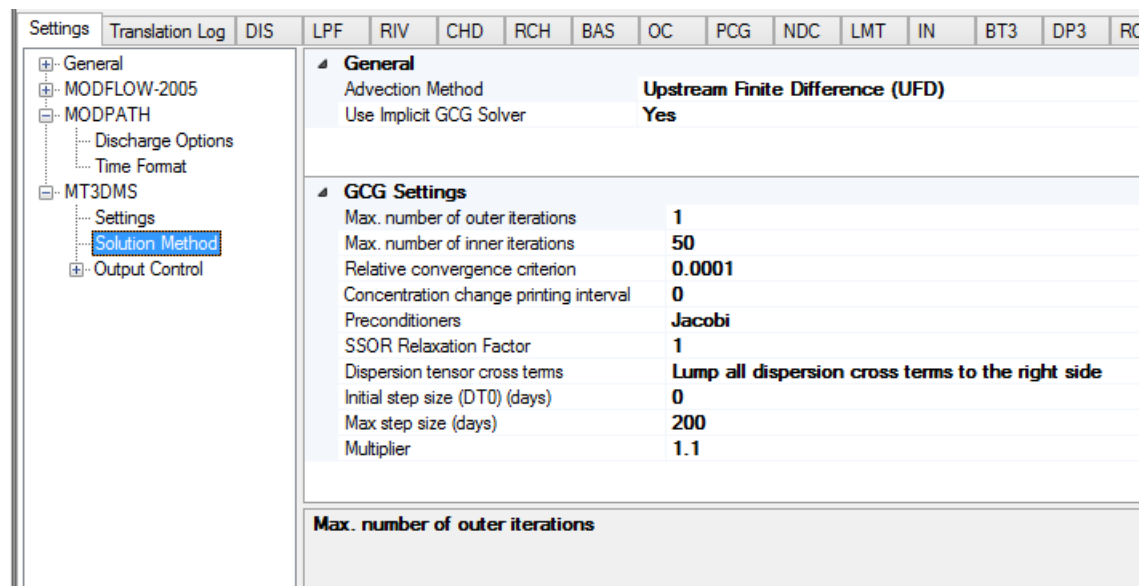 Settings Translation Log DIS LPF RIV CHD RCH BAS OC PCG NDC LMT IN BT3 DP3
General
MODFLOW-2005
MODPATH
Discharge Options
Time Format
MT3DMS
Settings
Solution Method
Output Control
General
Advection Method Upstream Finite Difference (UFD)
Use Implicit GCG Solver Yes
GCG Settings
Max. number of outer iterations 1
Max. number of inner iterations 50
Relative convergence criterion 0.0001
Concentration change printing interval 0
Preconditioners Jacobi
SSOR Relaxation Factor 1
Dispersion tensor cross terms Lump all dispersion cross terms to the right side
Initial step size (DT0) (days) 0
Max step size (days) 200
Multiplier 1.1
Max. number of outer iterations